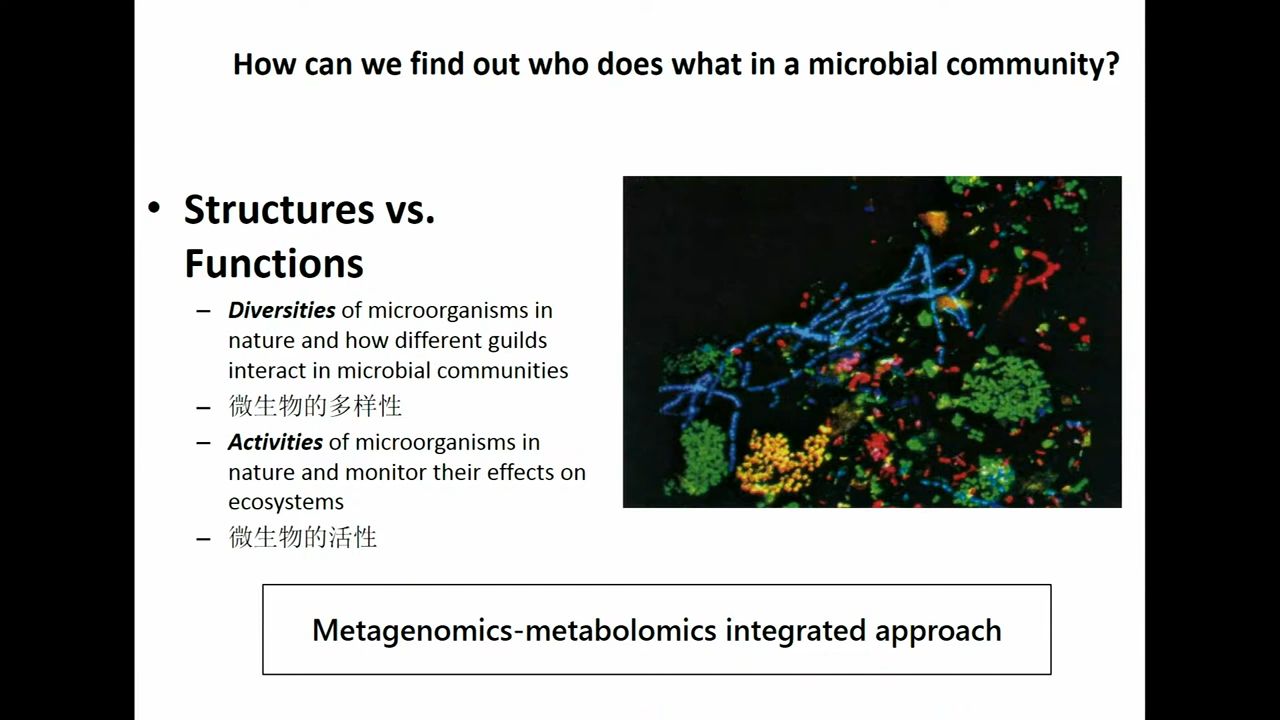 How can we find out who does what in a microbial community?
• Structures vs.
Functions
– Diversities of microorganisms in
nature and how different guilds
interact in microbial communities
– 微生物的多样性
– Activities of microorganisms in
nature and monitor their effects on
ecosystems
– 微生物的活性
Metagenomics-metabolomics integrated approach